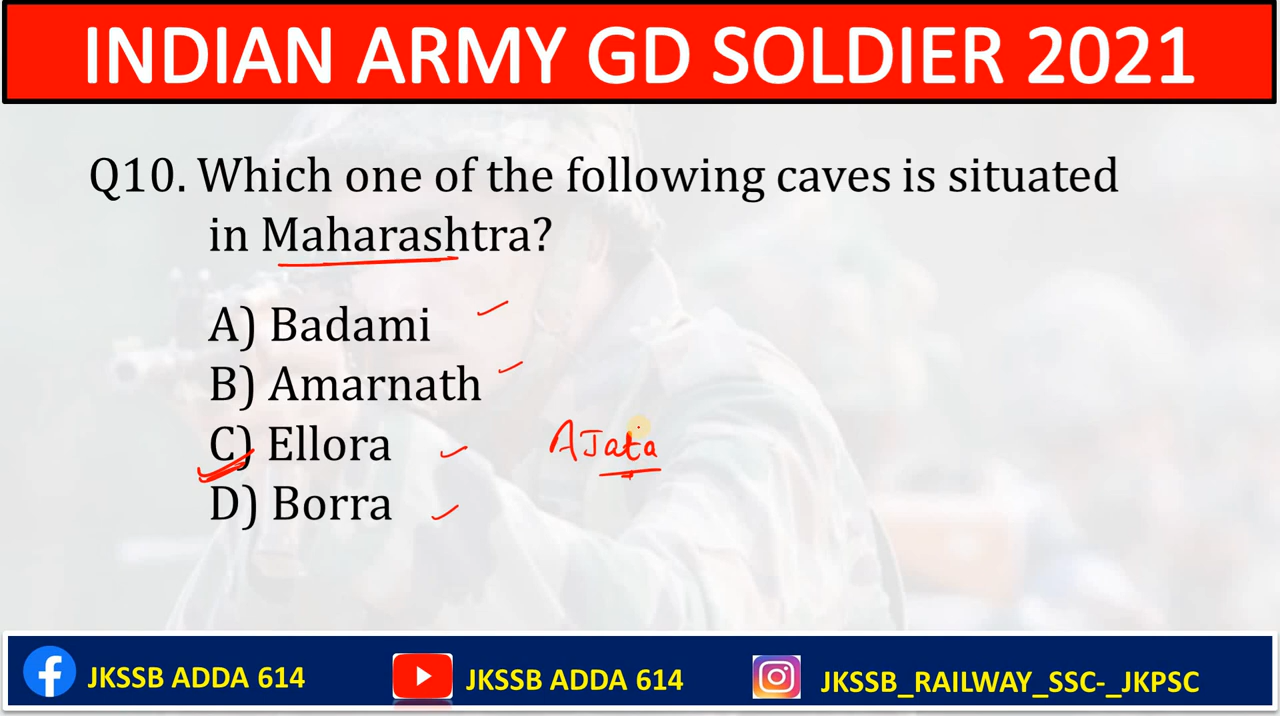 INDIAN ARMY GD SOLDIER 2021
Q10. Which one of the following caves is situated
in Maharashtra?
A) Badami
B) Amarnath
C) Ellora AJata
D) Borra
JKSSB ADDA 614 JKSSB ADDA 614 JKSSB_RAILWAY_SSC-_JKPSC